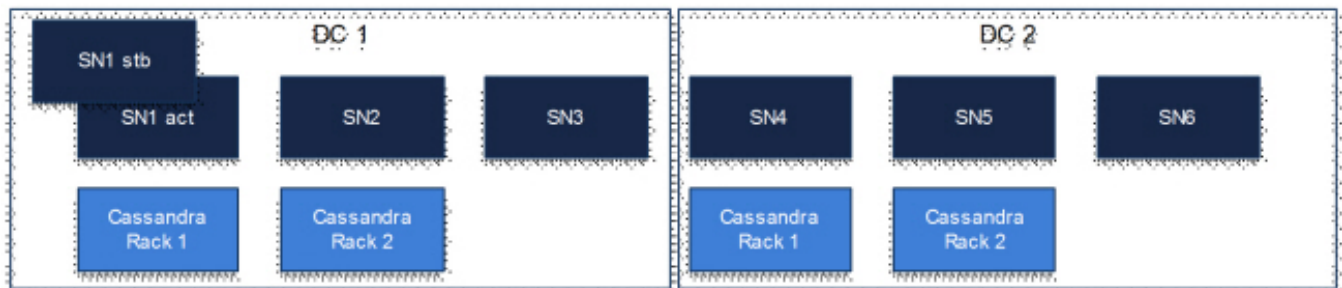 DC 1
SN1 stb
SN1 act
SN2
SN3
Cassandra
Rack 1
Cassandra
Rack 2
DC 2
SN4
SN5
SN6
Cassandra
Rack 1
Cassandra
Rack 2